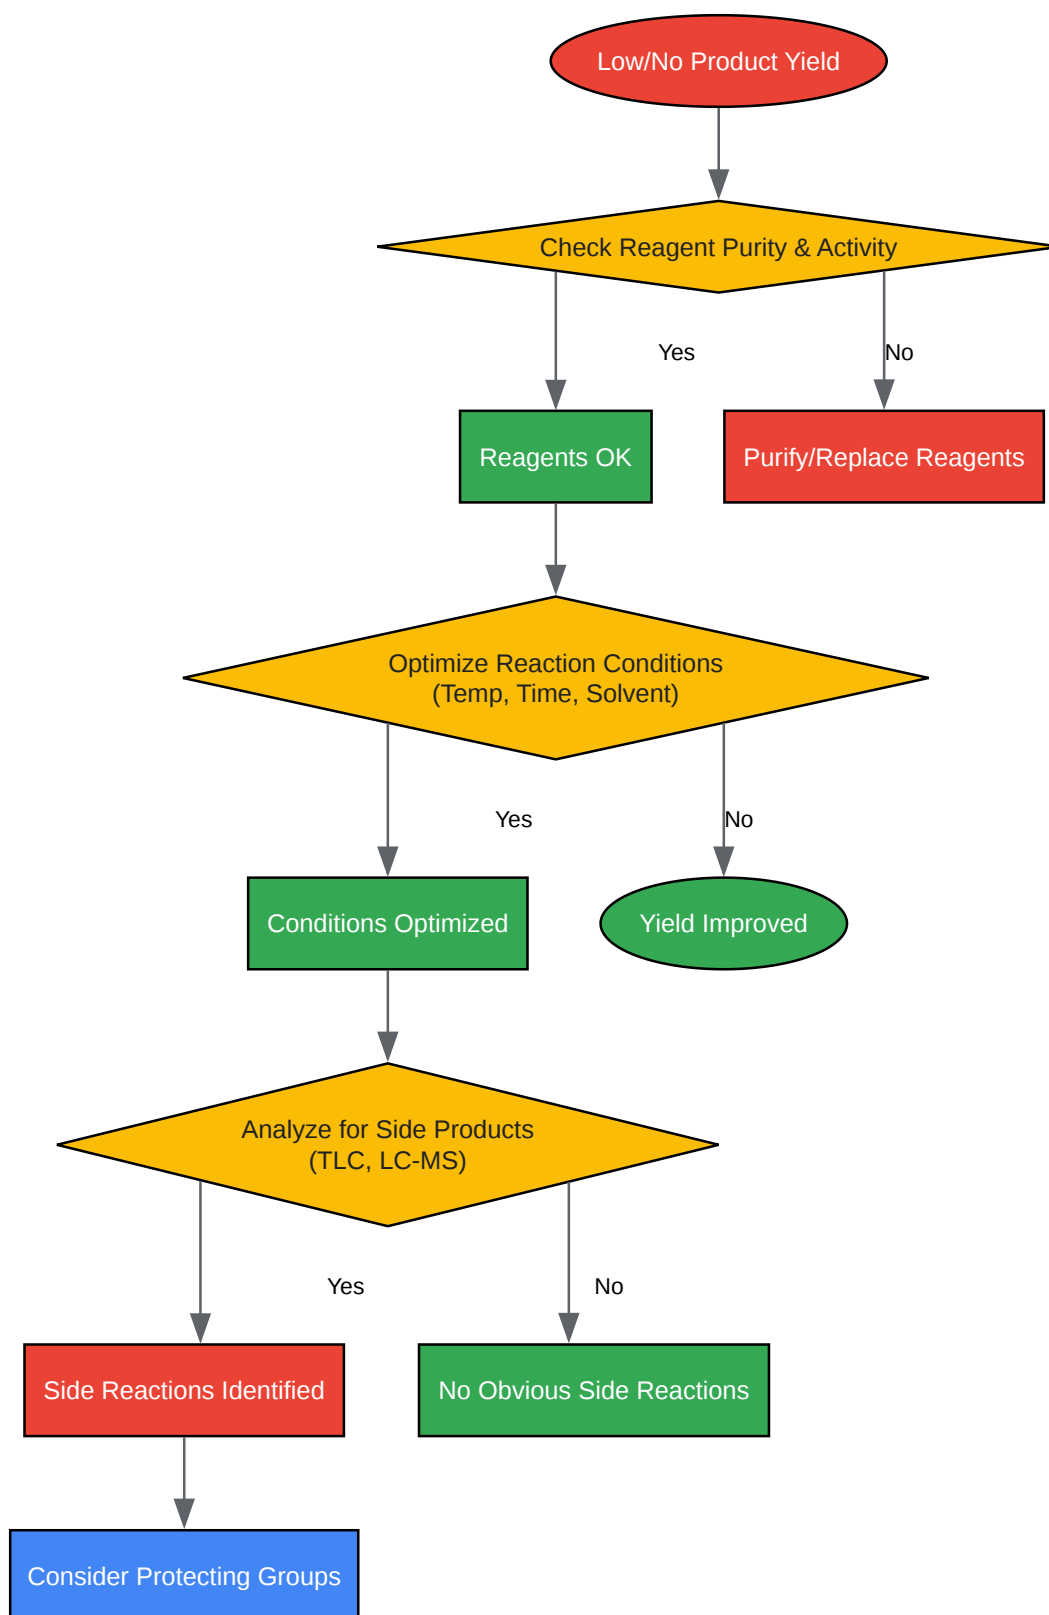 Low/No Product Yield
Check Reagent Purity & Activity
Yes
No
Reagents OK
Purify/Replace Reagents
Optimize Reaction Conditions
(Temp, Time, Solvent)
Yes
No
Conditions Optimized
Yield Improved
Analyze for Side Products
(TLC, LC-MS)
Yes
No
Side Reactions Identified
No Obvious Side Reactions
Consider Protecting Groups